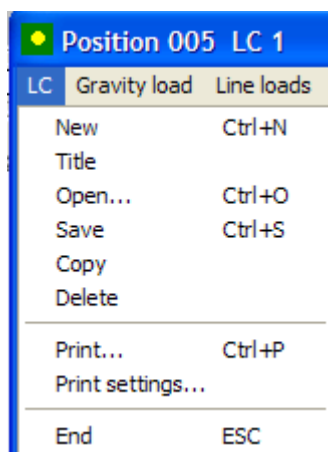 Position 005 LC 1
LC Gravity load Line loads
New Ctrl+N
Title
Open... Ctrl+O
Save Ctrl+S
Copy
Delete
Print... Ctrl+P
Print settings...
End ESC